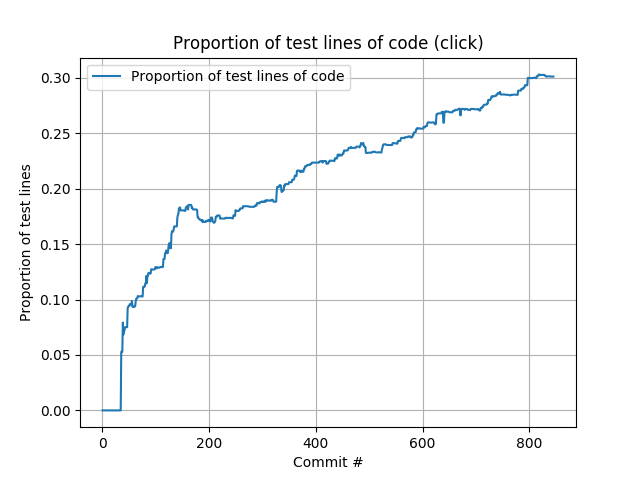 Proportion of test lines of code (click)
Proportion of test lines of code
Proportion of test lines
0.30
0.25
0.20
0.15
0.10
0.05
0.00
0 200 400 600 800
Commit #